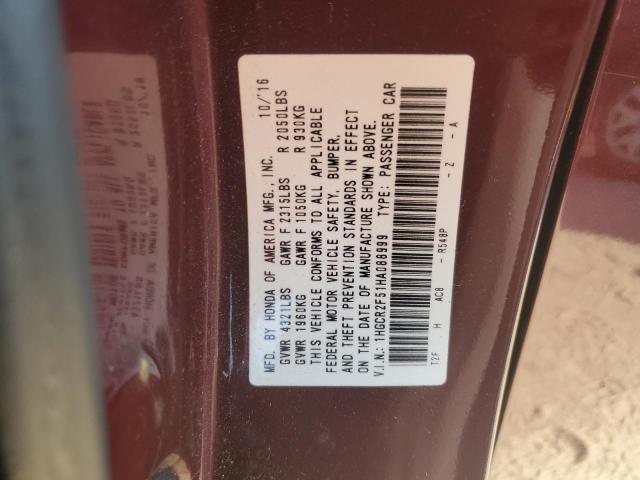 MFD. BY HONDA OF AMERICA MFG., INC. 10/'16
GVWR 4321LBS GAWR F 2315LBS R 2050LBS
GVWR 1960KG GAWR F 1050KG R 930KG
THIS VEHICLE CONFORMS TO ALL APPLICABLE
FEDERAL MOTOR VEHICLE SAFETY, BUMPER,
AND THEFT PREVENTION STANDARDS IN EFFECT
ON THE DATE OF MANUFACTURE SHOWN ABOVE.
V.I.N.: 1HGCR2F51HA088999 TYPE: PASSENGER CAR
T2F H AC8 - R548P - Z - A